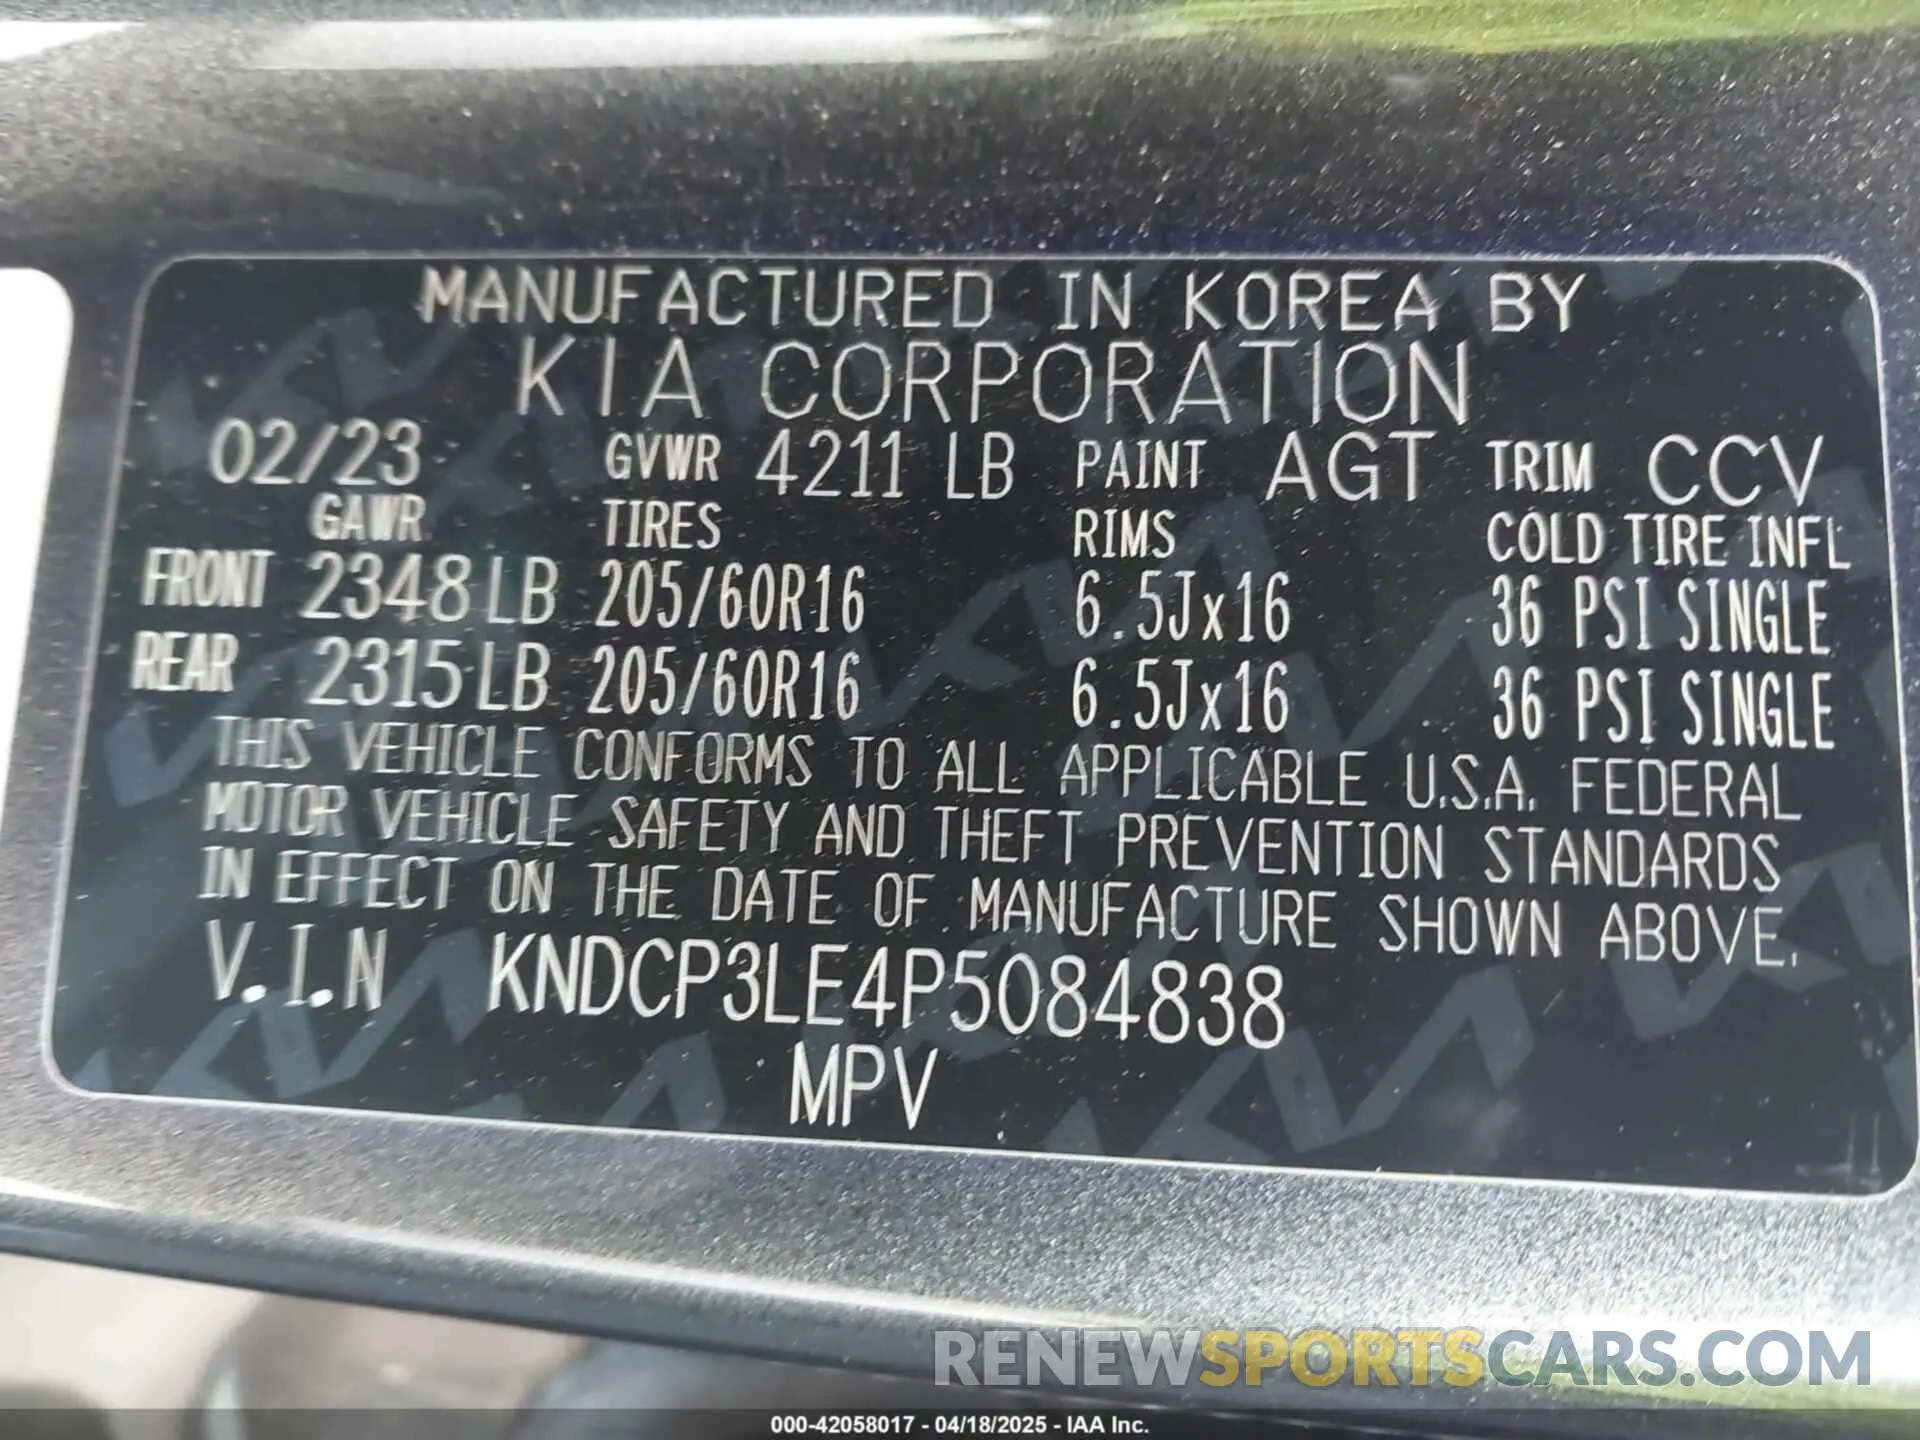 MANUFACTURED IN KOREA BY
KIA CORPORATION
02/23 GVWR 4211 LB PAINT AGT TRIM CCV
GAWR TIRES RIMS COLD TIRE INFL
FRONT 2348 LB 205/60R16 6.5Jx16 36 PSI SINGLE
REAR 2315 LB 205/60R16 6.5Jx16 36 PSI SINGLE
THIS VEHICLE CONFORMS TO ALL APPLICABLE U.S.A. FEDERAL
MOTOR VEHICLE SAFETY AND THEFT PREVENTION STANDARDS
IN EFFECT ON THE DATE OF MANUFACTURE SHOWN ABOVE.
V.I.N KNDCP3LE4P5084838
MPV
RENEWSPORTSCARS.COM
000-42058017 - 04/18/2025 - IAA Inc.